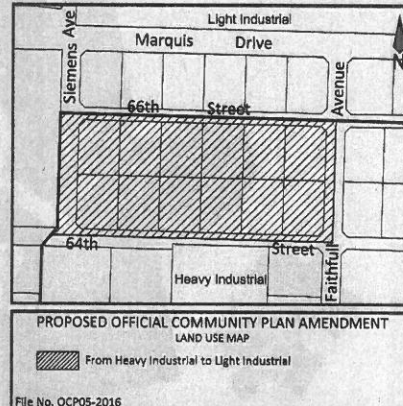 Light Industrial
Marquis Drive
Siemens Ave
Avenue
N
66th Street
64th Street
Faithfull
Heavy Industrial
PROPOSED OFFICIAL COMMUNITY PLAN AMENDMENT
LAND USE MAP
From Heavy Industrial to Light Industrial
File No. OCP05-2016